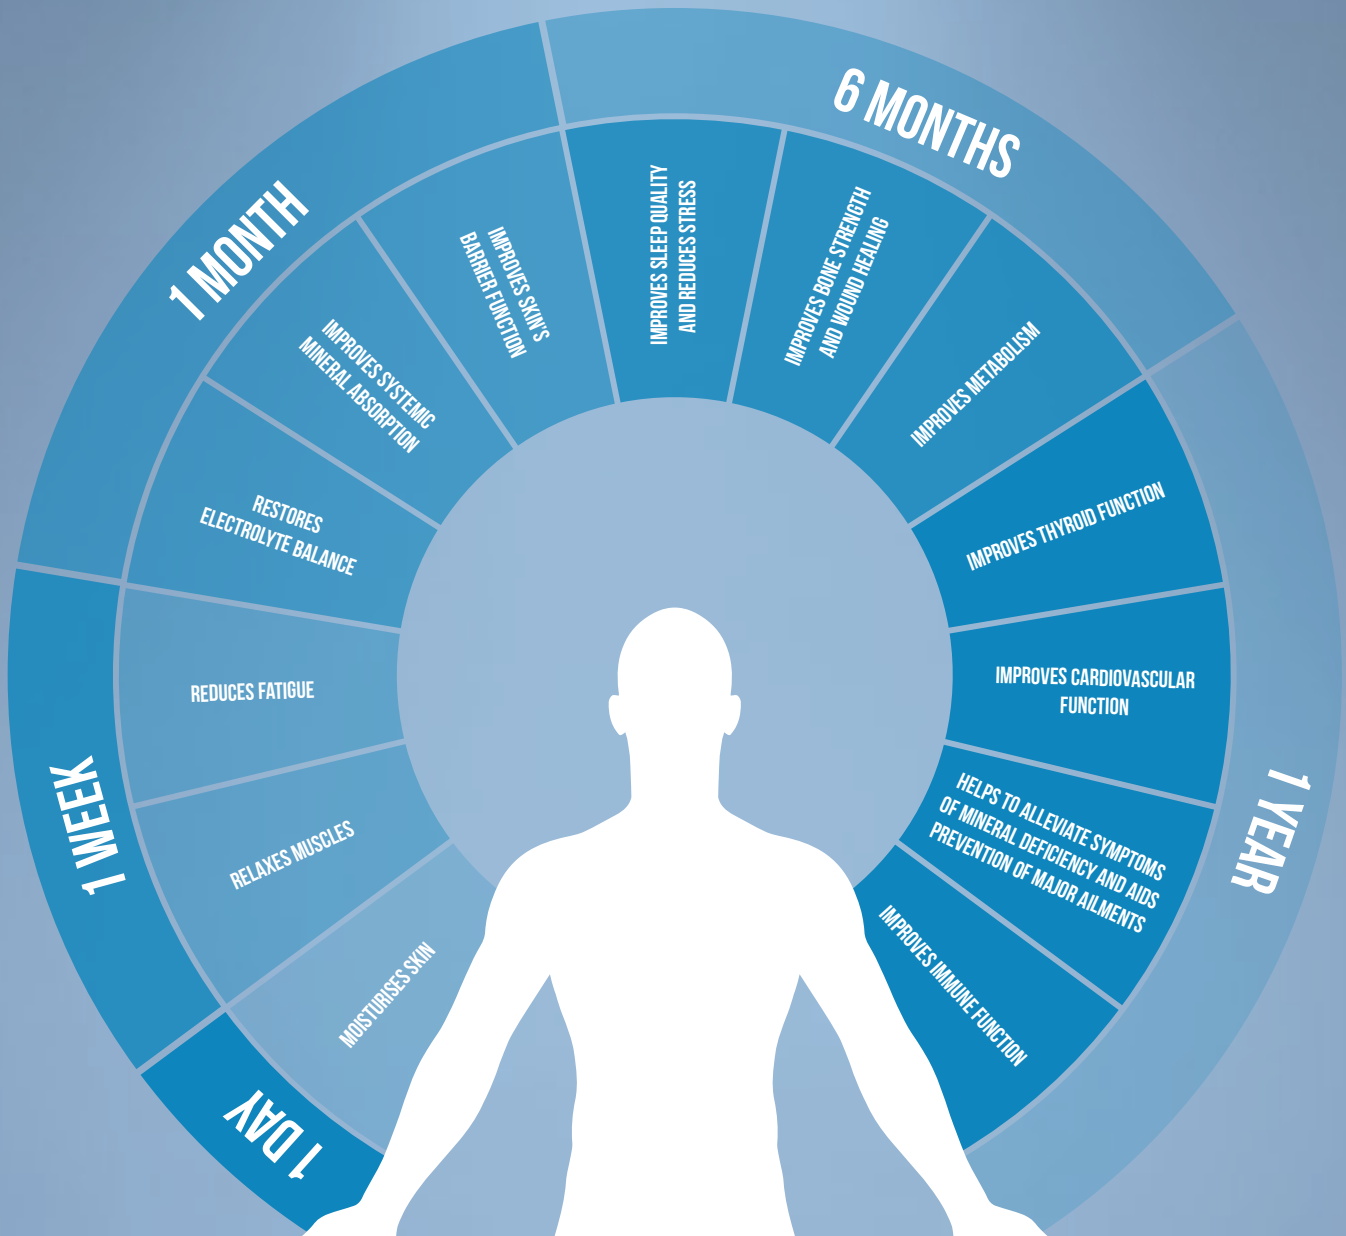 1 DAY
MOISTURISES SKIN
1 WEEK
RELAXES MUSCLES
REDUCES FATIGUE
1 MONTH
RESTORES
ELECTROLYTE BALANCE
IMPROVES SYSTEMIC
MINERAL ABSORPTION
IMPROVES SKIN'S
BARRIER FUNCTION
6 MONTHS
IMPROVES SLEEP QUALITY
AND REDUCES STRESS
IMPROVES BONE STRENGTH
AND WOUND HEALING
IMPROVES METABOLISM
1 YEAR
IMPROVES THYROID FUNCTION
IMPROVES CARDIOVASCULAR
FUNCTION
HELPS TO ALLEVIATE SYMPTOMS
OF MINERAL DEFICIENCY AND AIDS
PREVENTION OF MAJOR AILMENTS
IMPROVES IMMUNE FUNCTION